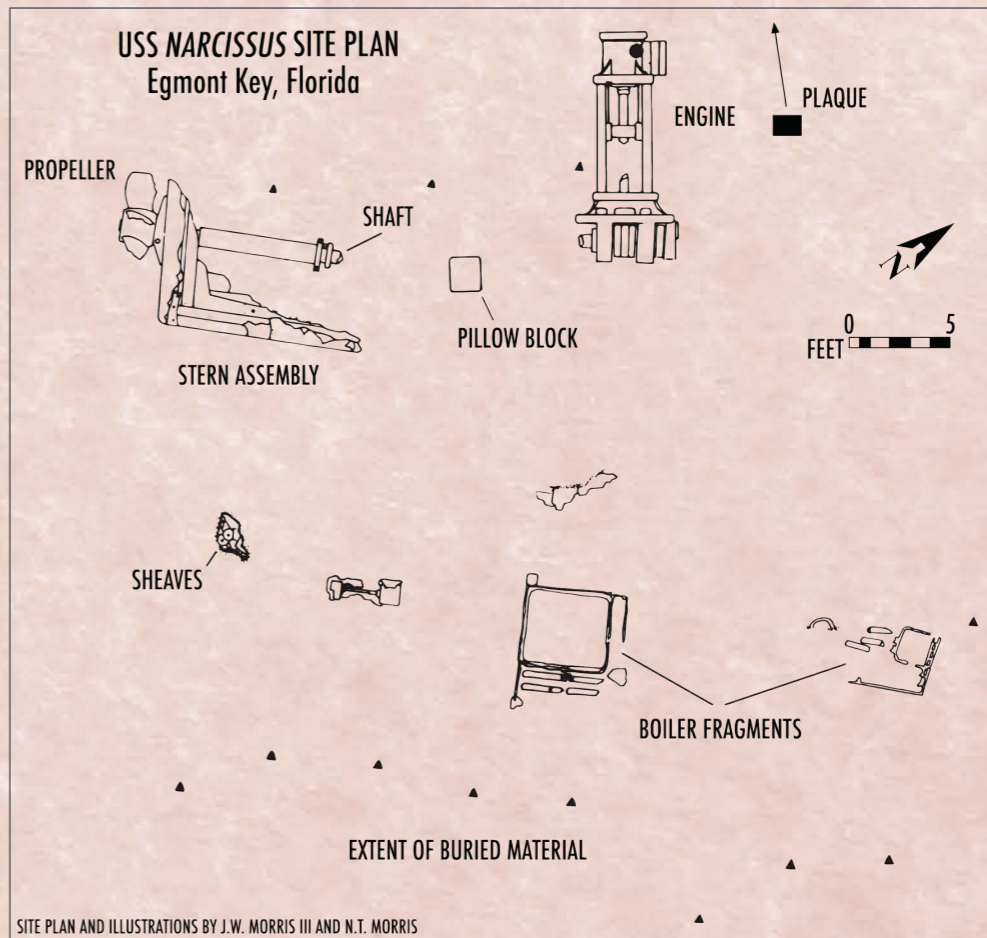 USS NARCISSUS SITE PLAN
Egmont Key, Florida
ENGINE
PLAQUE
PROPELLER
SHAFT
N
PILLOW BLOCK
0 5
FEET
STERN ASSEMBLY
SHEAVES
BOILER FRAGMENTS
EXTENT OF BURIED MATERIAL
SITE PLAN AND ILLUSTRATIONS BY J.W. MORRIS III AND N.T. MORRIS